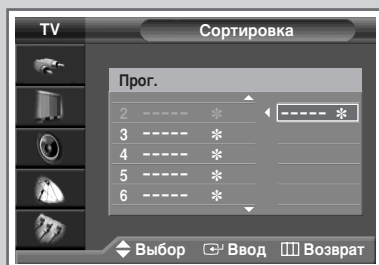 TV
Сортировка
Прог.
2 ----- ✻ ----- ✻
3 ----- ✻
4 ----- ✻
5 ----- ✻
6 ----- ✻
Выбор Ввод Возврат